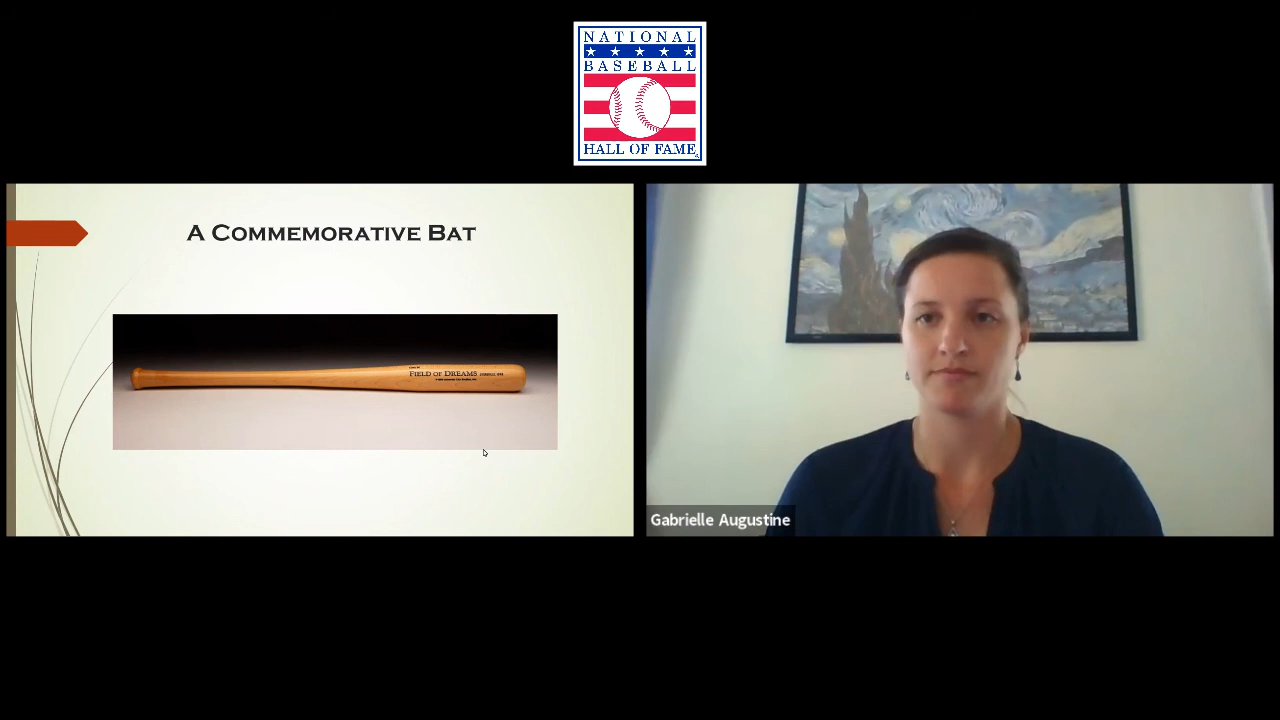 NATIONAL
BASEBALL
HALL OF FAME
A Commemorative Bat
Field of Dreams
Gabrielle Augustine